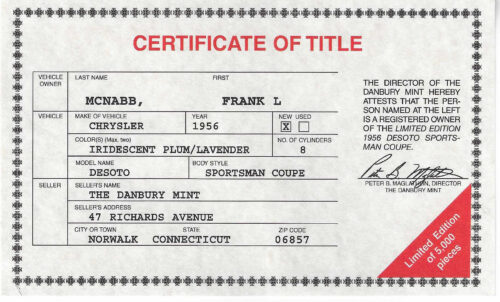 CERTIFICATE OF TITLE
VEHICLE OWNER
LAST NAME FIRST
MCNABB, FRANK L
VEHICLE
MAKE OF VEHICLE YEAR NEW USED
CHRYSLER 1956 X
COLOR(S) (Max. two) NO. OF CYLINDERS
IRIDESCENT PLUM/LAVENDER 8
MODEL NAME BODY STYLE
DESOTO SPORTSMAN COUPE
SELLER
SELLER'S NAME
THE DANBURY MINT
SELLER'S ADDRESS
47 RICHARDS AVENUE
CITY OR TOWN STATE ZIP CODE
NORWALK CONNECTICUT 06857
THE DIRECTOR OF THE
DANBURY MINT HEREBY
ATTESTS THAT THE PER-
SON NAMED AT THE LEFT
IS A REGISTERED OWNER
OF THE LIMITED EDITION
1956 DESOTO SPORTS-
MAN COUPE.
PETER B. MAGLATHLIN, DIRECTOR
THE DANBURY MINT
Limited Edition
of 5,000
pieces